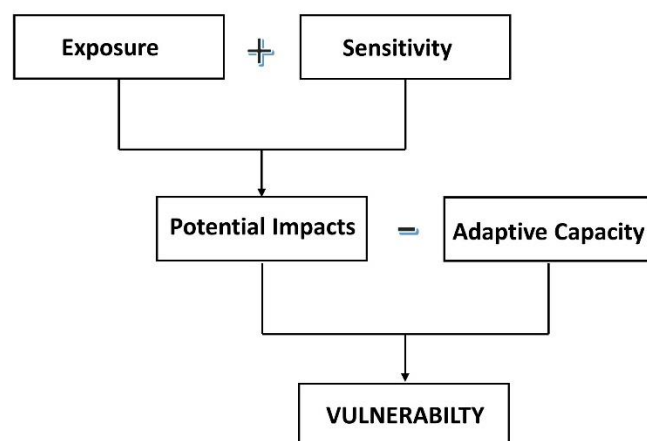 Exposure + Sensitivity
Potential Impacts - Adaptive Capacity
VULNERABILTY